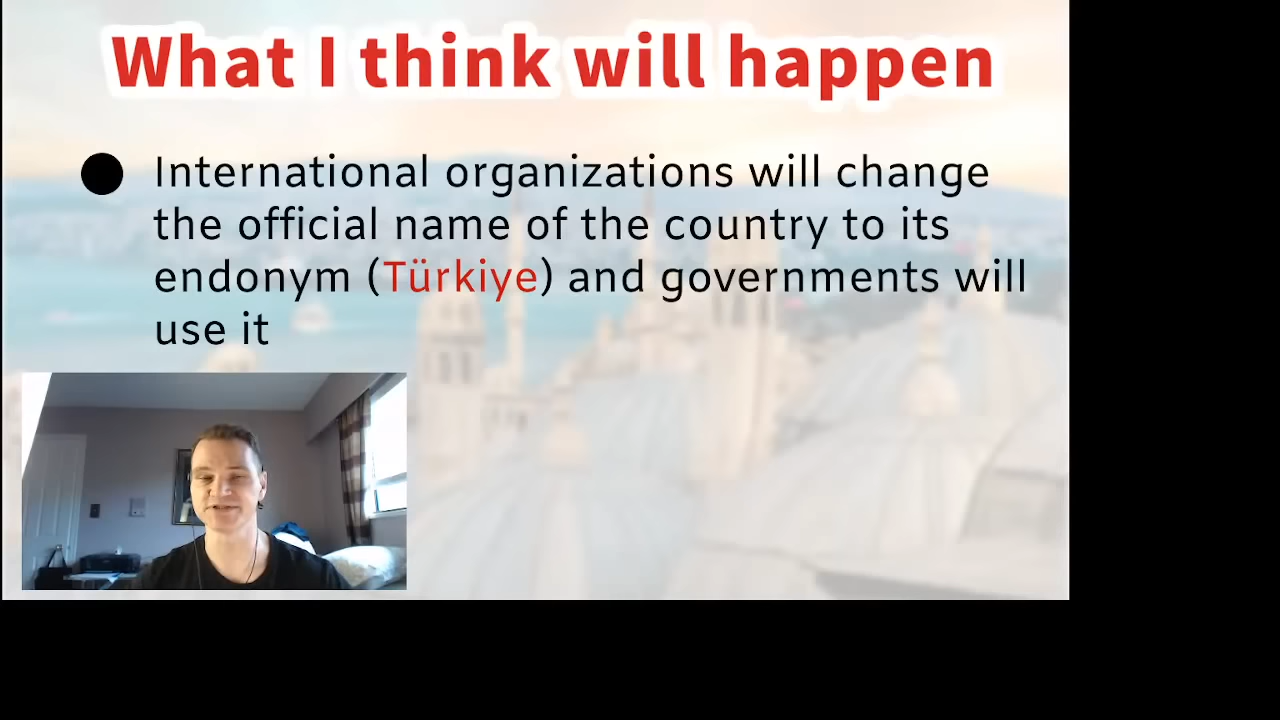 What I think will happen
International organizations will change
the official name of the country to its
endonym (Türkiye) and governments will
use it